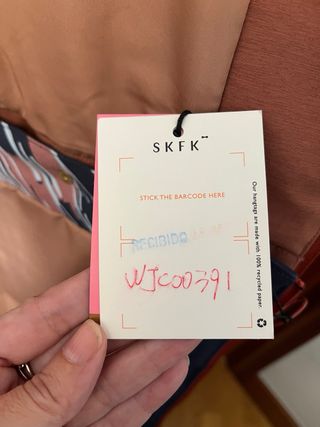 SKFK
STICK THE BARCODE HERE
RECIBIDO
WJC00391
Our hangtags are made with 100% recycled paper.